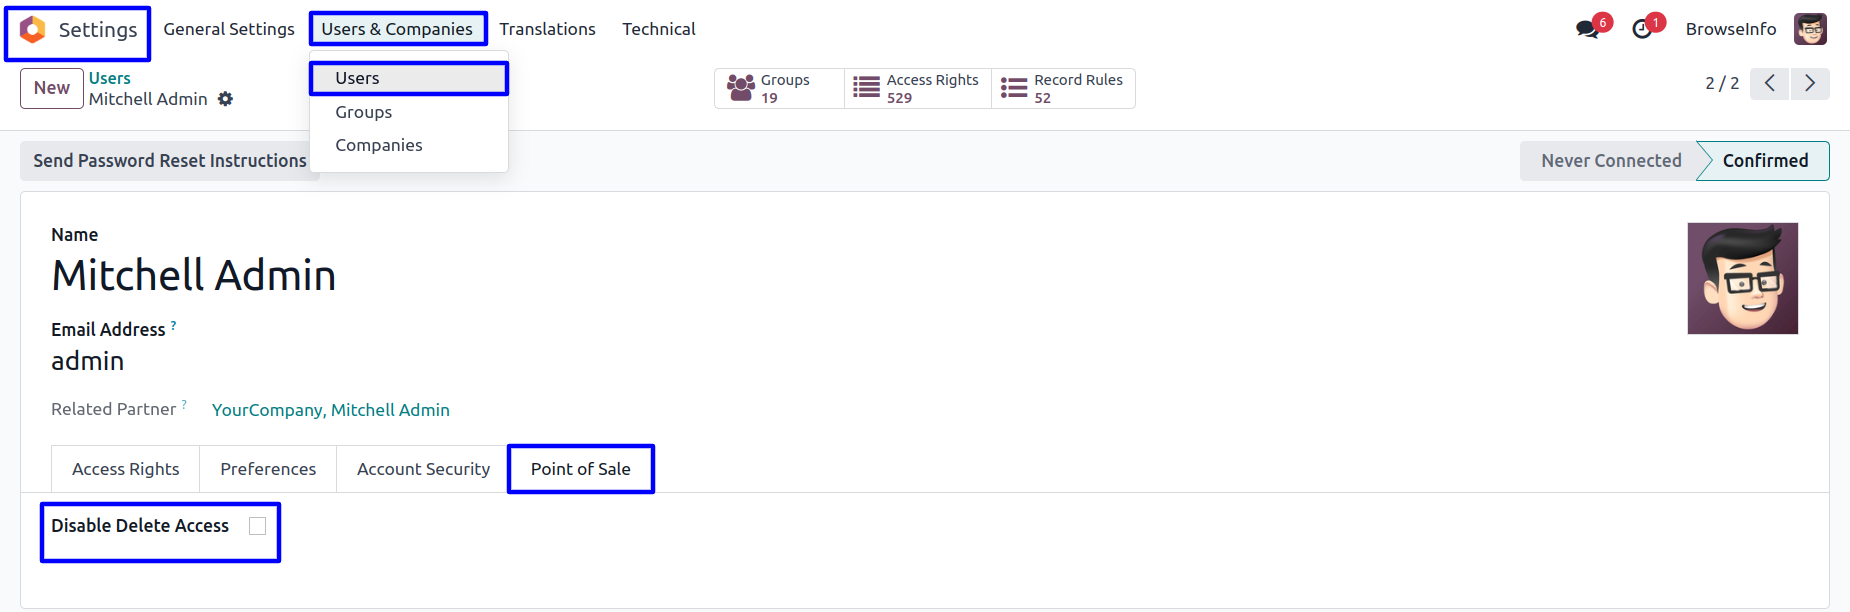 Settings General Settings Users & Companies Translations Technical 6 1 BrowseInfo
New Users Users Groups 19 Access Rights 529 Record Rules 52 2 / 2
Mitchell Admin
Groups
Companies
Send Password Reset Instructions Never Connected Confirmed
Name
Mitchell Admin
Email Address ?
admin
Related Partner ? YourCompany, Mitchell Admin
Access Rights Preferences Account Security Point of Sale
Disable Delete Access